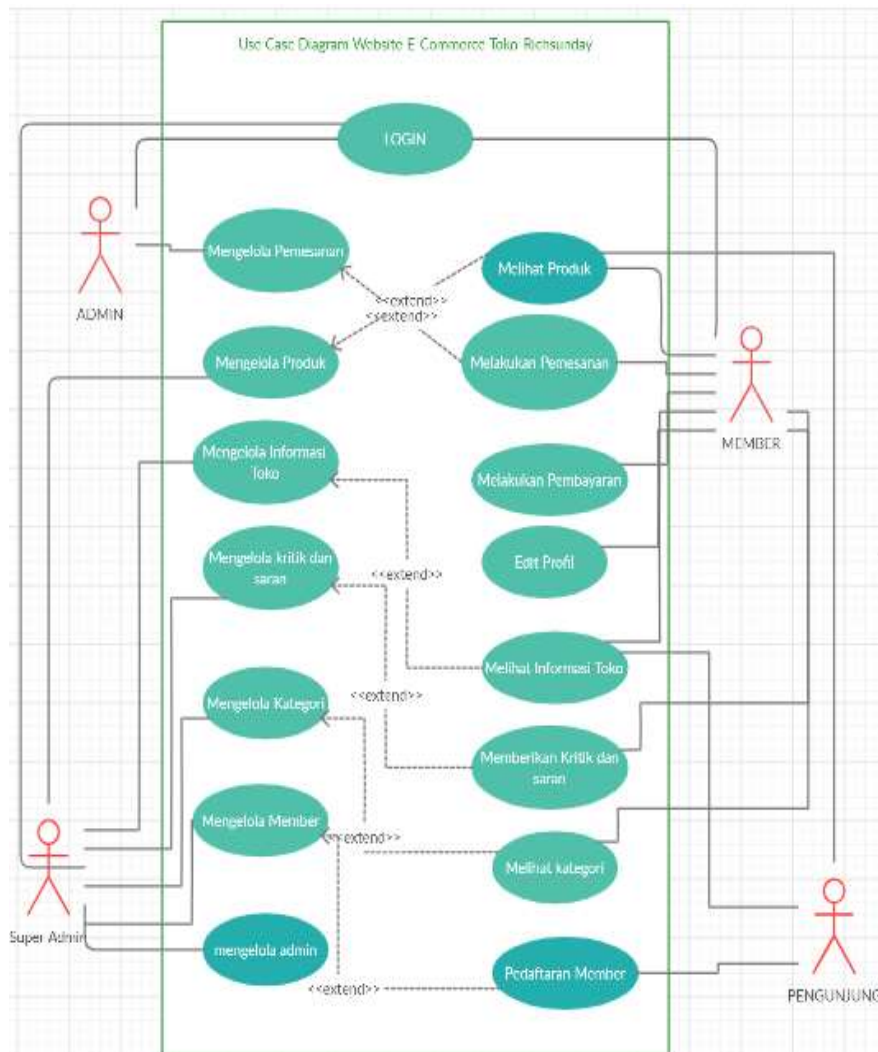 Use Case Diagram Website E Commerce Toko Richsunday
LOGIN
ADMIN
Mengelola Pemesanan
Melihat Produk
<<extend>>
<<extend>>
Mengelola Produk
Melakukan Pemesanan
MEMBER
Mengelola Informasi
Toko
Melakukan Pembayaran
Mengelola kritik dan
saran
Edit Profil
<<extend>>
Melihat Informasi Toko
Mengelola Kategori
<<extend>>
Memberikan Kritik dan
saran
Mengelola Member
<<extend>>
Melihat kategori
Super Admin
mengelola admin
Pedaftaran Member
<<extend>>
PENGUNJUNG